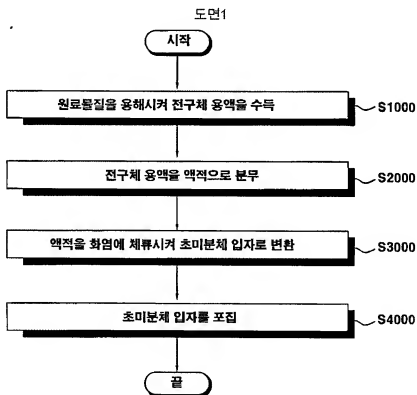 도면1
시작
원료물질을 용해시켜 전구체 용액을 수득
S1000
전구체 용액을 액적으로 분무
S2000
액적을 화염에 체류시켜 초미분체 입자로 변환
S3000
초미분체 입자를 포집
S4000
끝